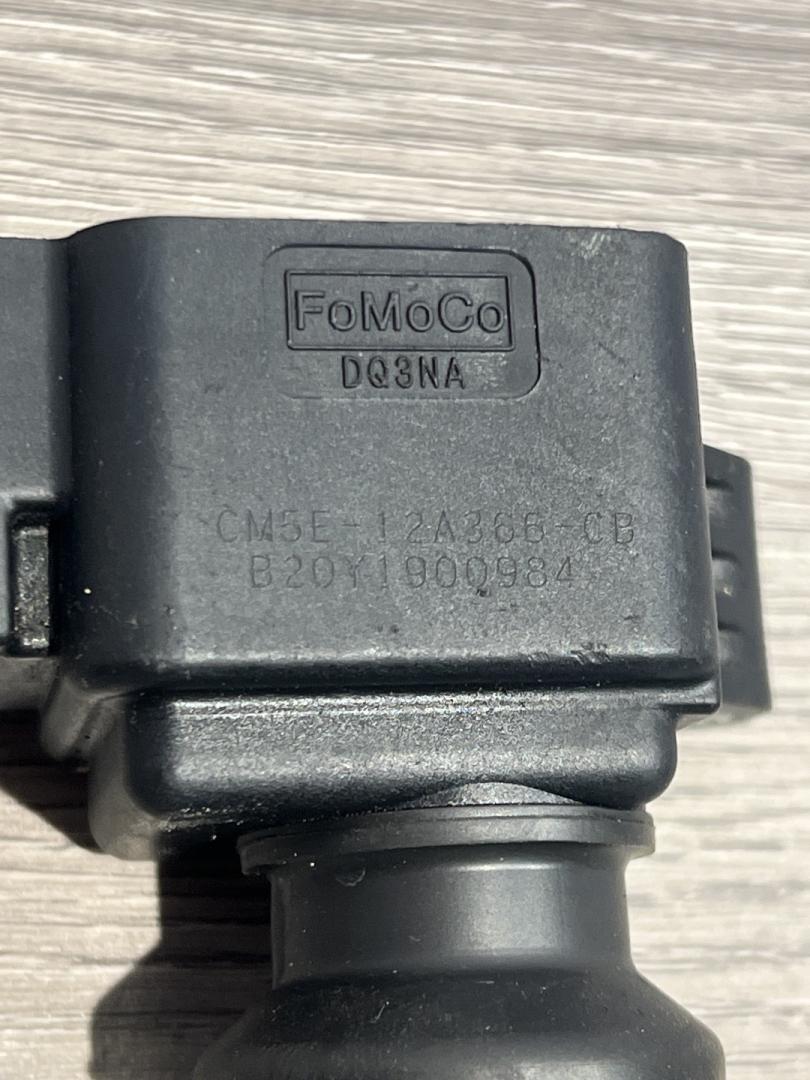 FoMoCo
DQ3NA
CM5E-12A366-CB
B20Y1900984